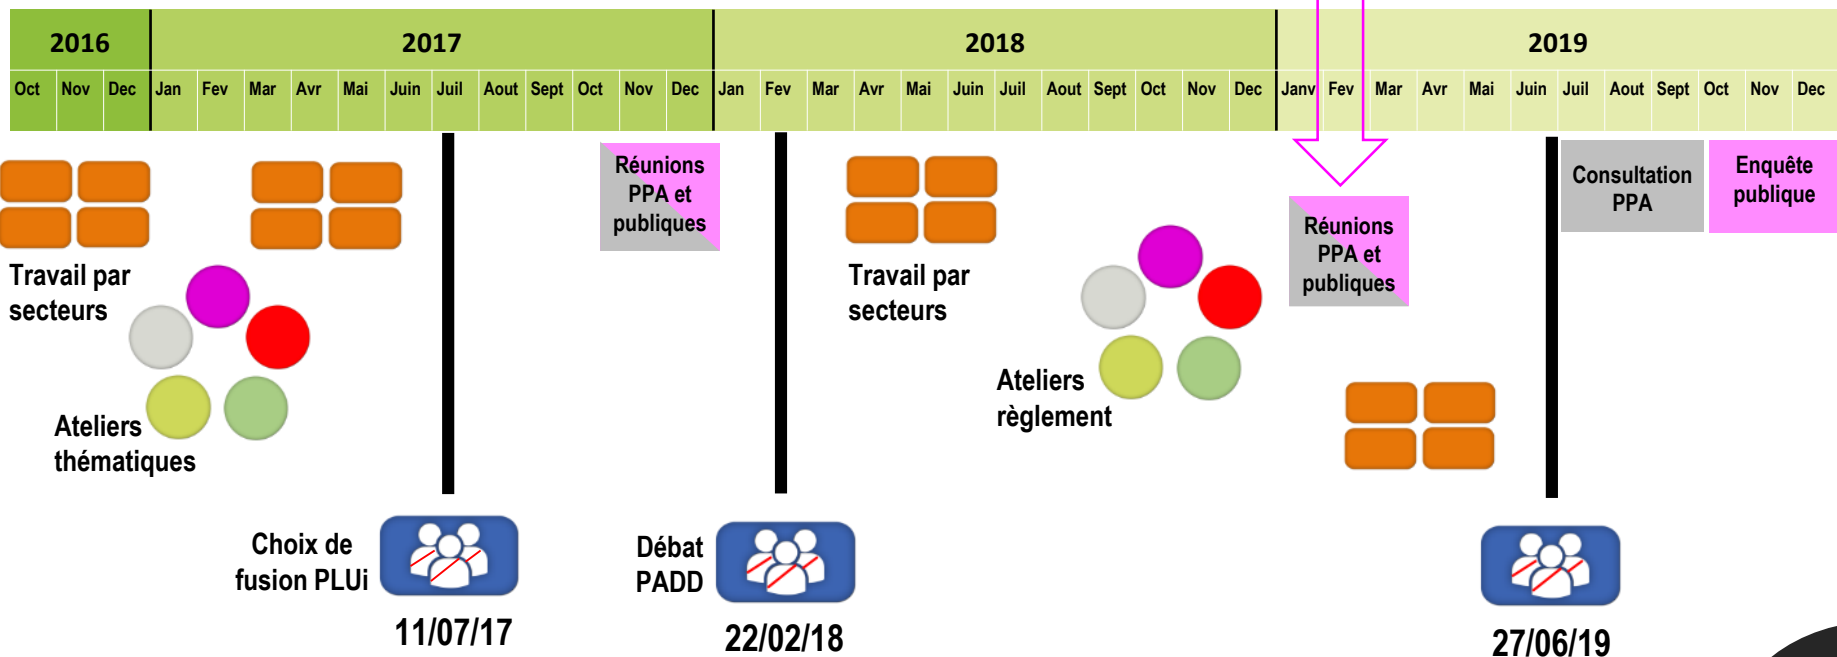 2016 2017 2018 2019
Oct Nov Dec Jan Fev Mar Avr Mai Juin Juil Aout Sept Oct Nov Dec Jan Fev Mar Avr Mai Juin Juil Aout Sept Oct Nov Dec Janv Fev Mar Avr Mai Juin Juil Aout Sept Oct Nov Dec
Réunions
PPA et
publiques
Consultation
PPA
Enquête
publique
Réunions
PPA et
publiques
Travail par
secteurs
Travail par
secteurs
Ateliers
thématiques
Ateliers
règlement
Choix de
fusion PLUi
11/07/17
Débat
PADD
22/02/18
27/06/19